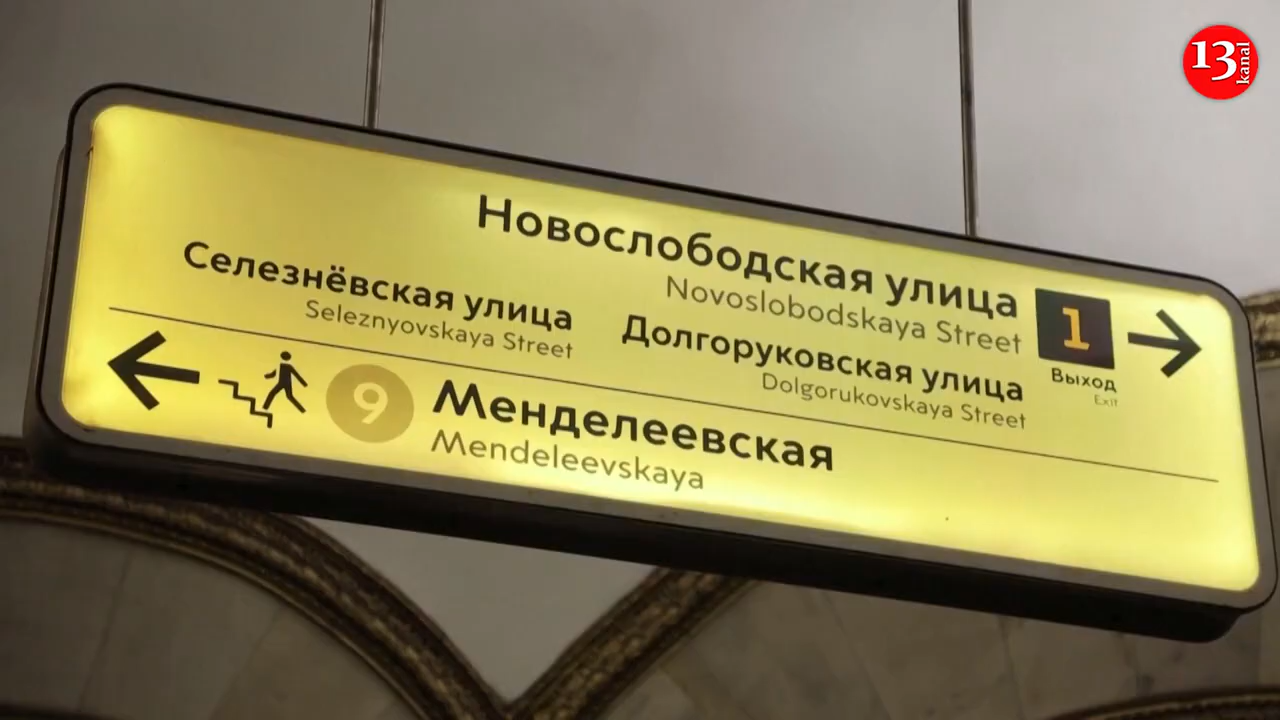 13 kanal
Новослободская улица
Novoslobodskaya Street
Селезнёвская улица
Seleznyovskaya Street
Долгоруковская улица
Dolgorukovskaya Street
1
Выход
Exit
9
Менделеевская
Mendeleevskaya